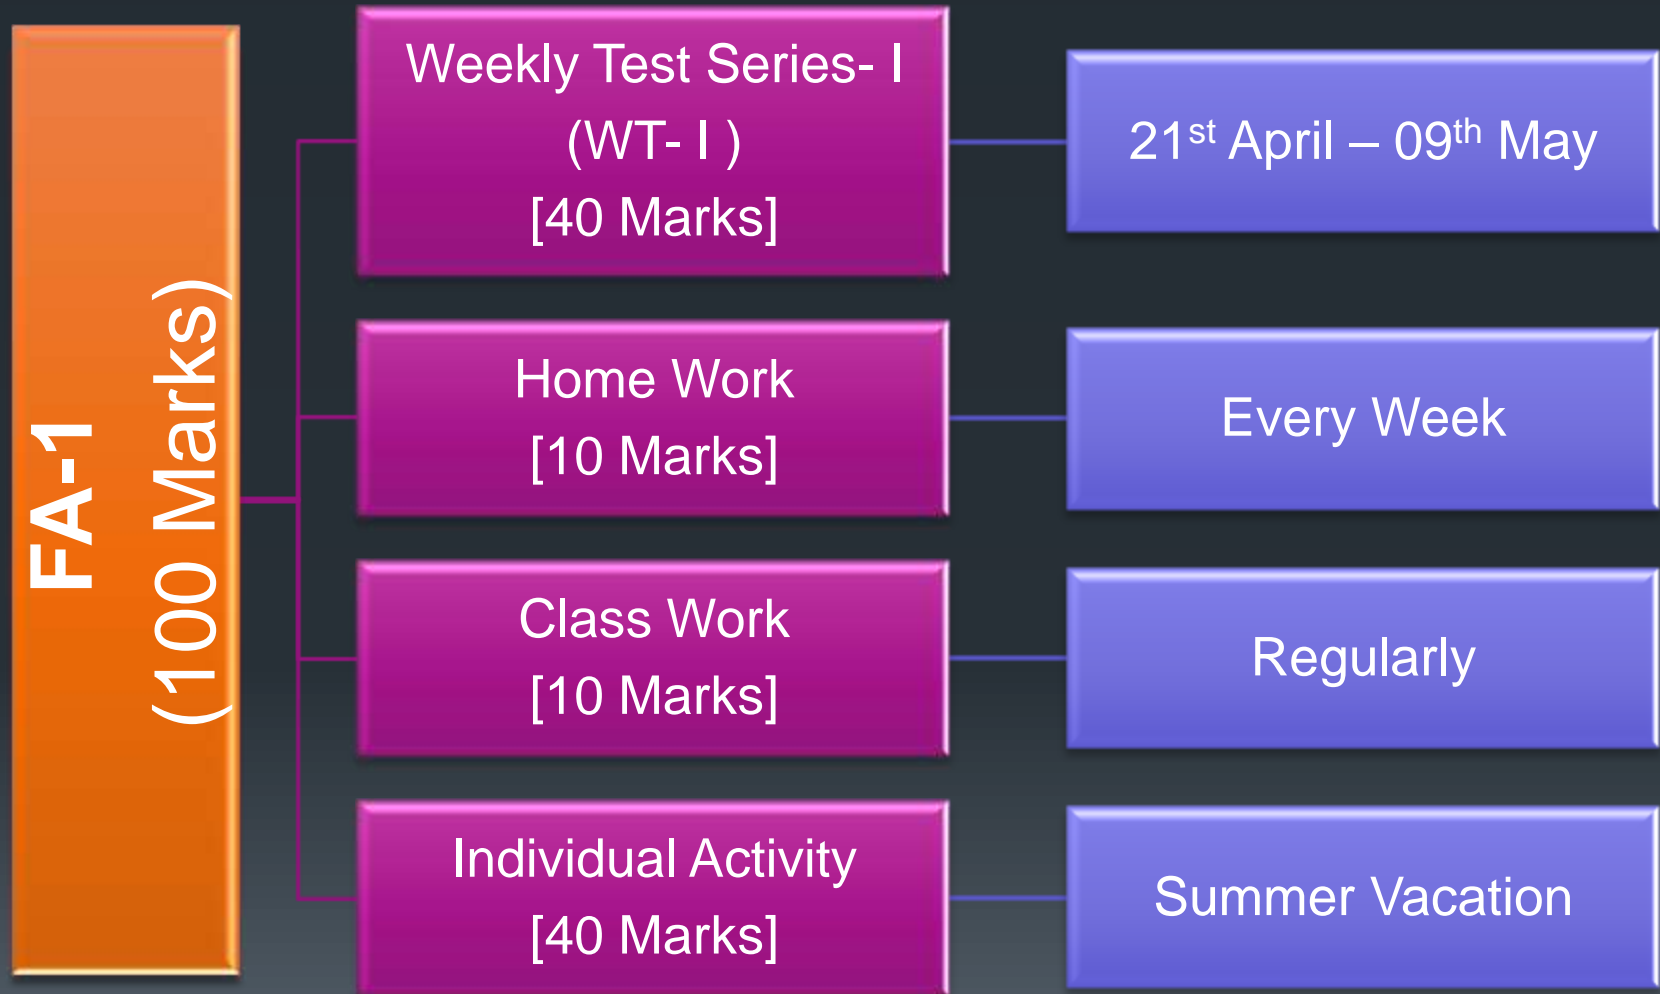 FA-1
(100 Marks)
Weekly Test Series- I
(WT- I )
[40 Marks]
21st April – 09th May
Home Work
[10 Marks]
Every Week
Class Work
[10 Marks]
Regularly
Individual Activity
[40 Marks]
Summer Vacation